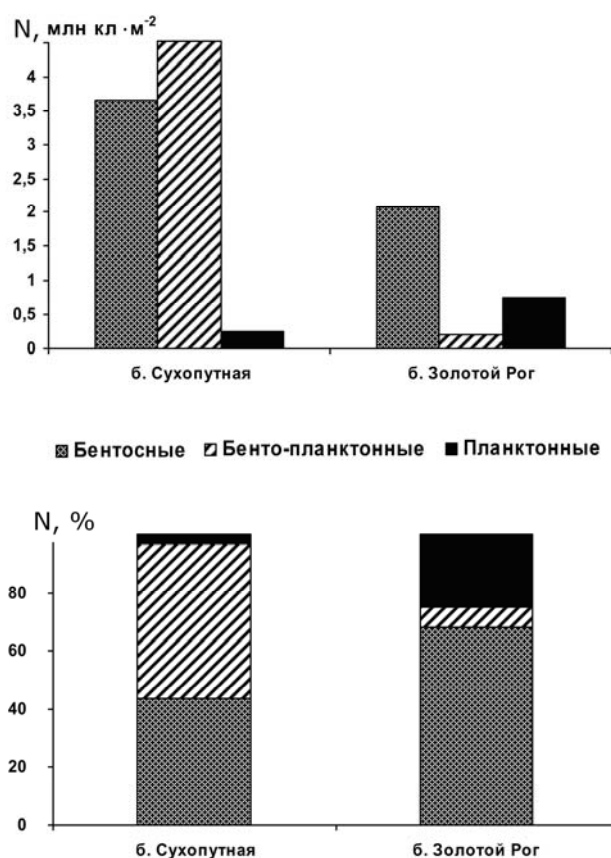 N, млн кл·м⁻²
4
3,5
3
2,5
2
1,5
1
0,5
0
б. Сухопутная б. Золотой Рог
Бентосные Бенто-планктонные Планктонные
N, %
80
60
40
20
0
б. Сухопутная б. Золотой Рог